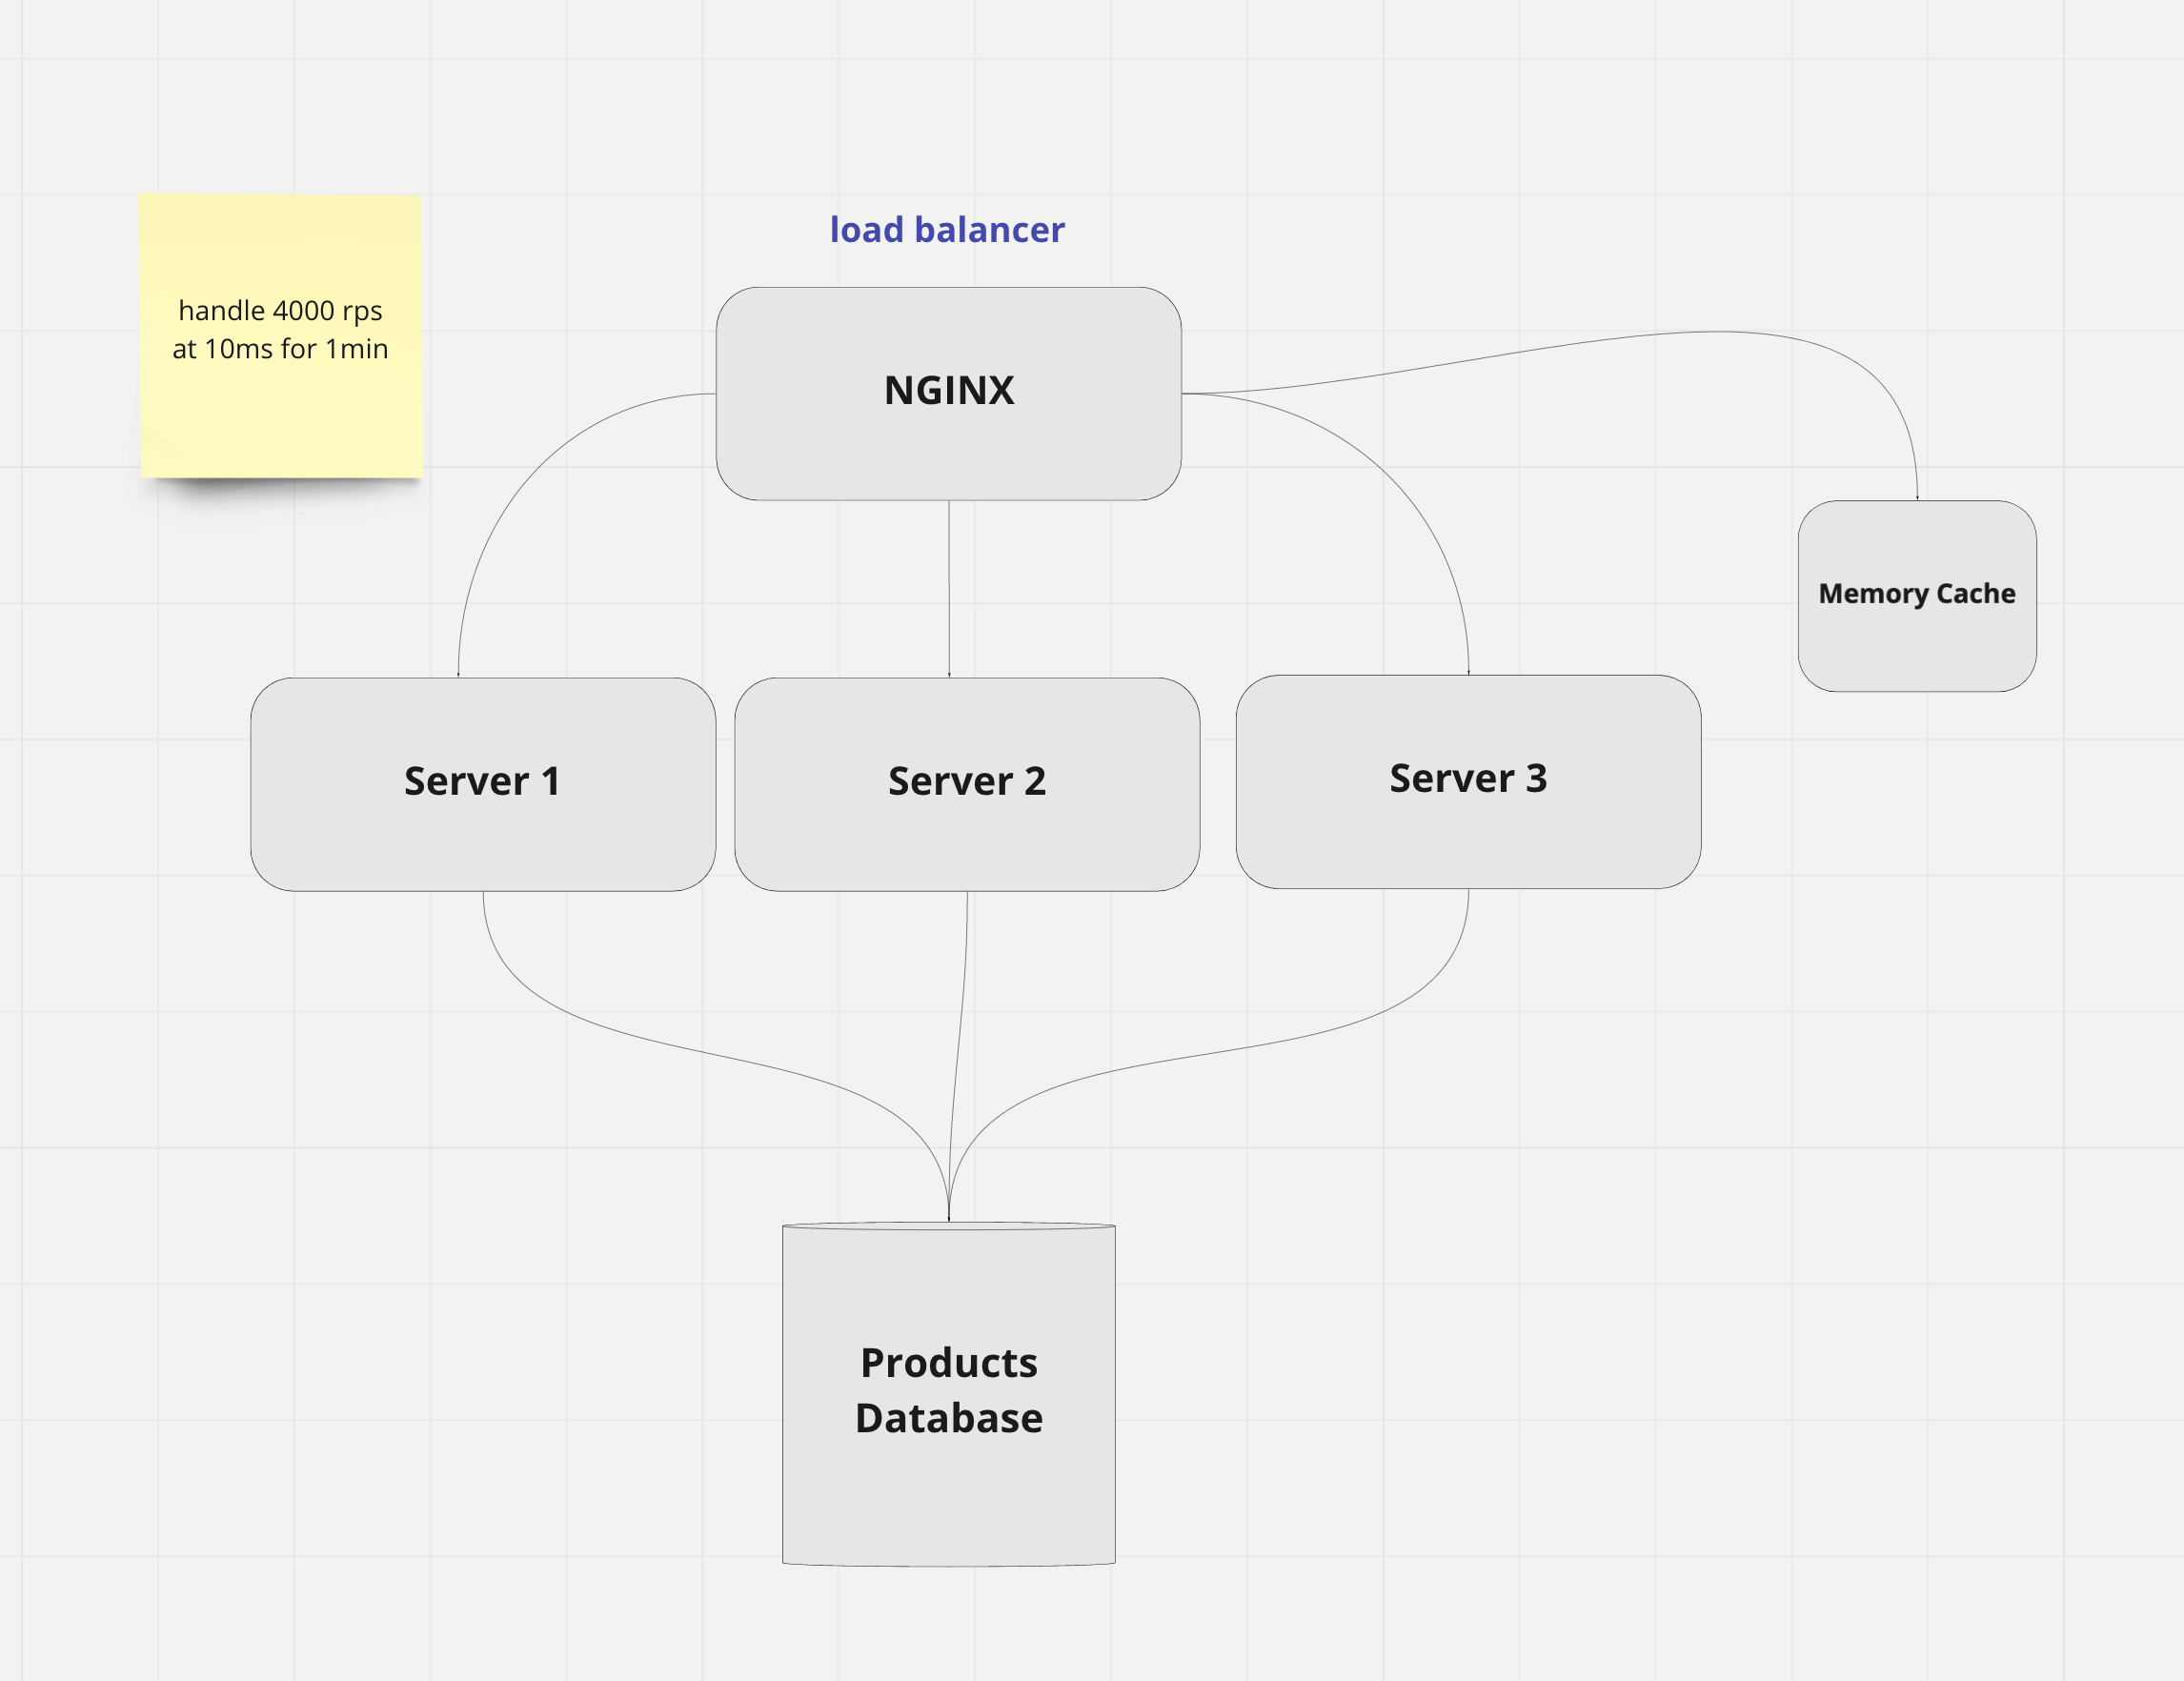 handle 4000 rps
at 10ms for 1min
load balancer
NGINX
Memory Cache
Server 1
Server 2
Server 3
Products
Database